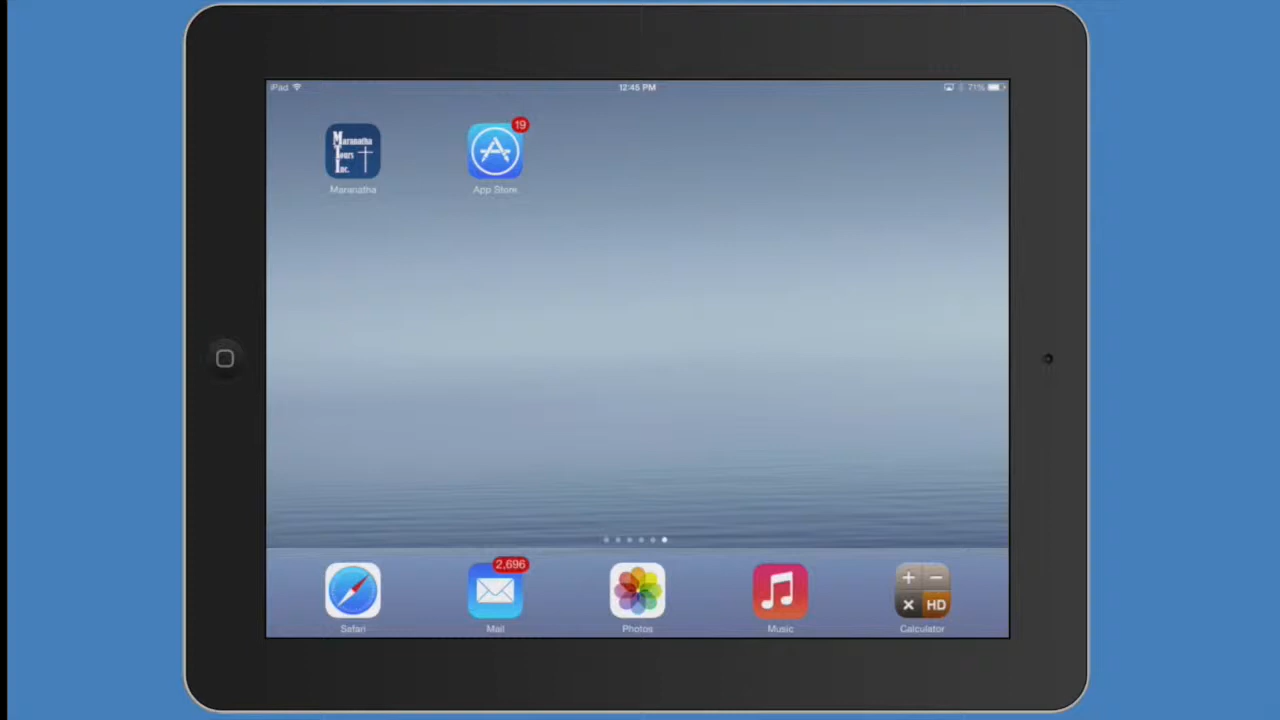 iPad
12:45 PM
71%
Maranatha
Tours
Inc.
19
Maranatha
App Store
2,696
HD
Safari
Mail
Photos
Music
Calculator